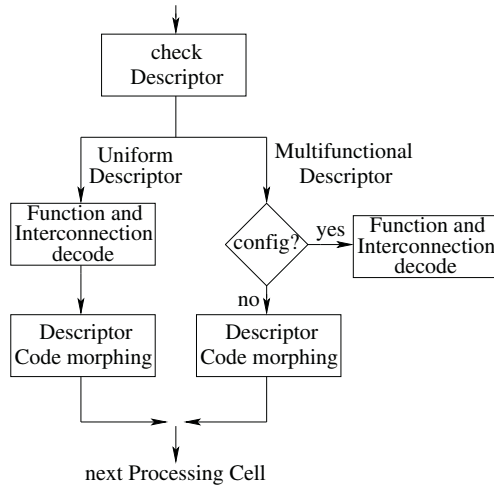 check
Descriptor
Uniform
Descriptor
Multifunctional
Descriptor
Function and
Interconnection
decode
config?
yes
Function and
Interconnection
decode
no
Descriptor
Code morphing
Descriptor
Code morphing
next Processing Cell